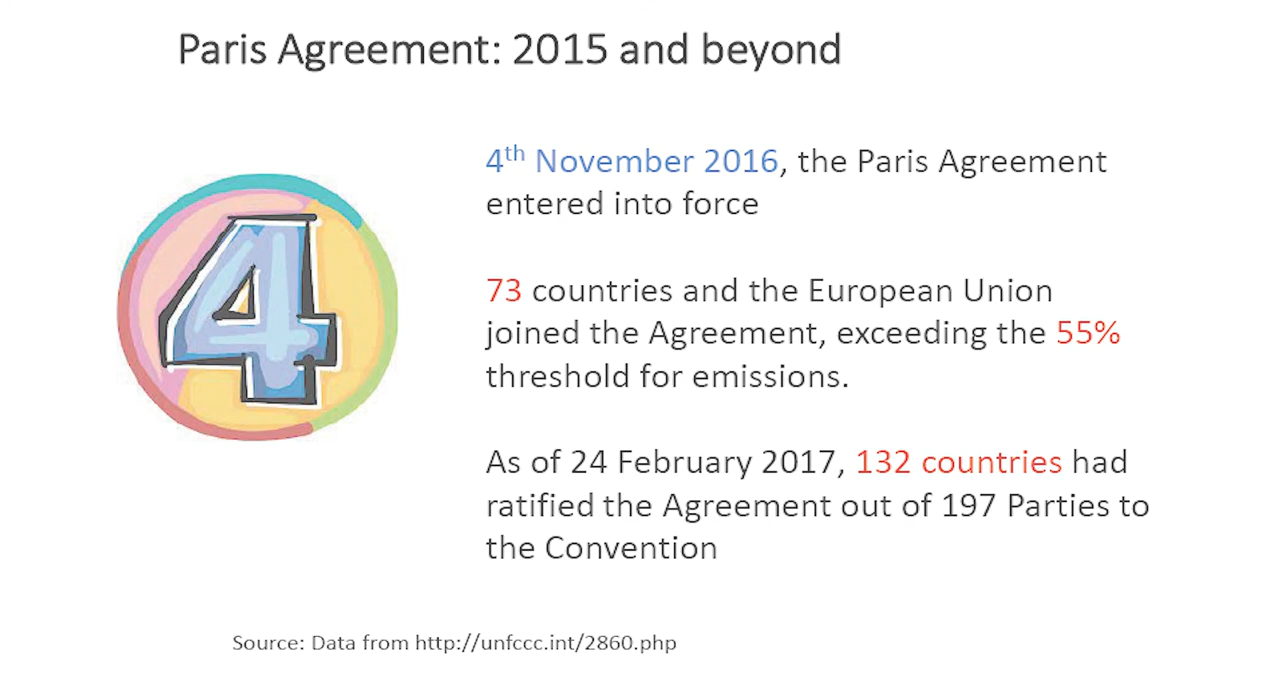 Paris Agreement: 2015 and beyond
4th November 2016, the Paris Agreement
entered into force
4
73 countries and the European Union
joined the Agreement, exceeding the 55%
threshold for emissions.
As of 24 February 2017, 132 countries had
ratified the Agreement out of 197 Parties to
the Convention
Source: Data from http://unfccc.int/2860.php